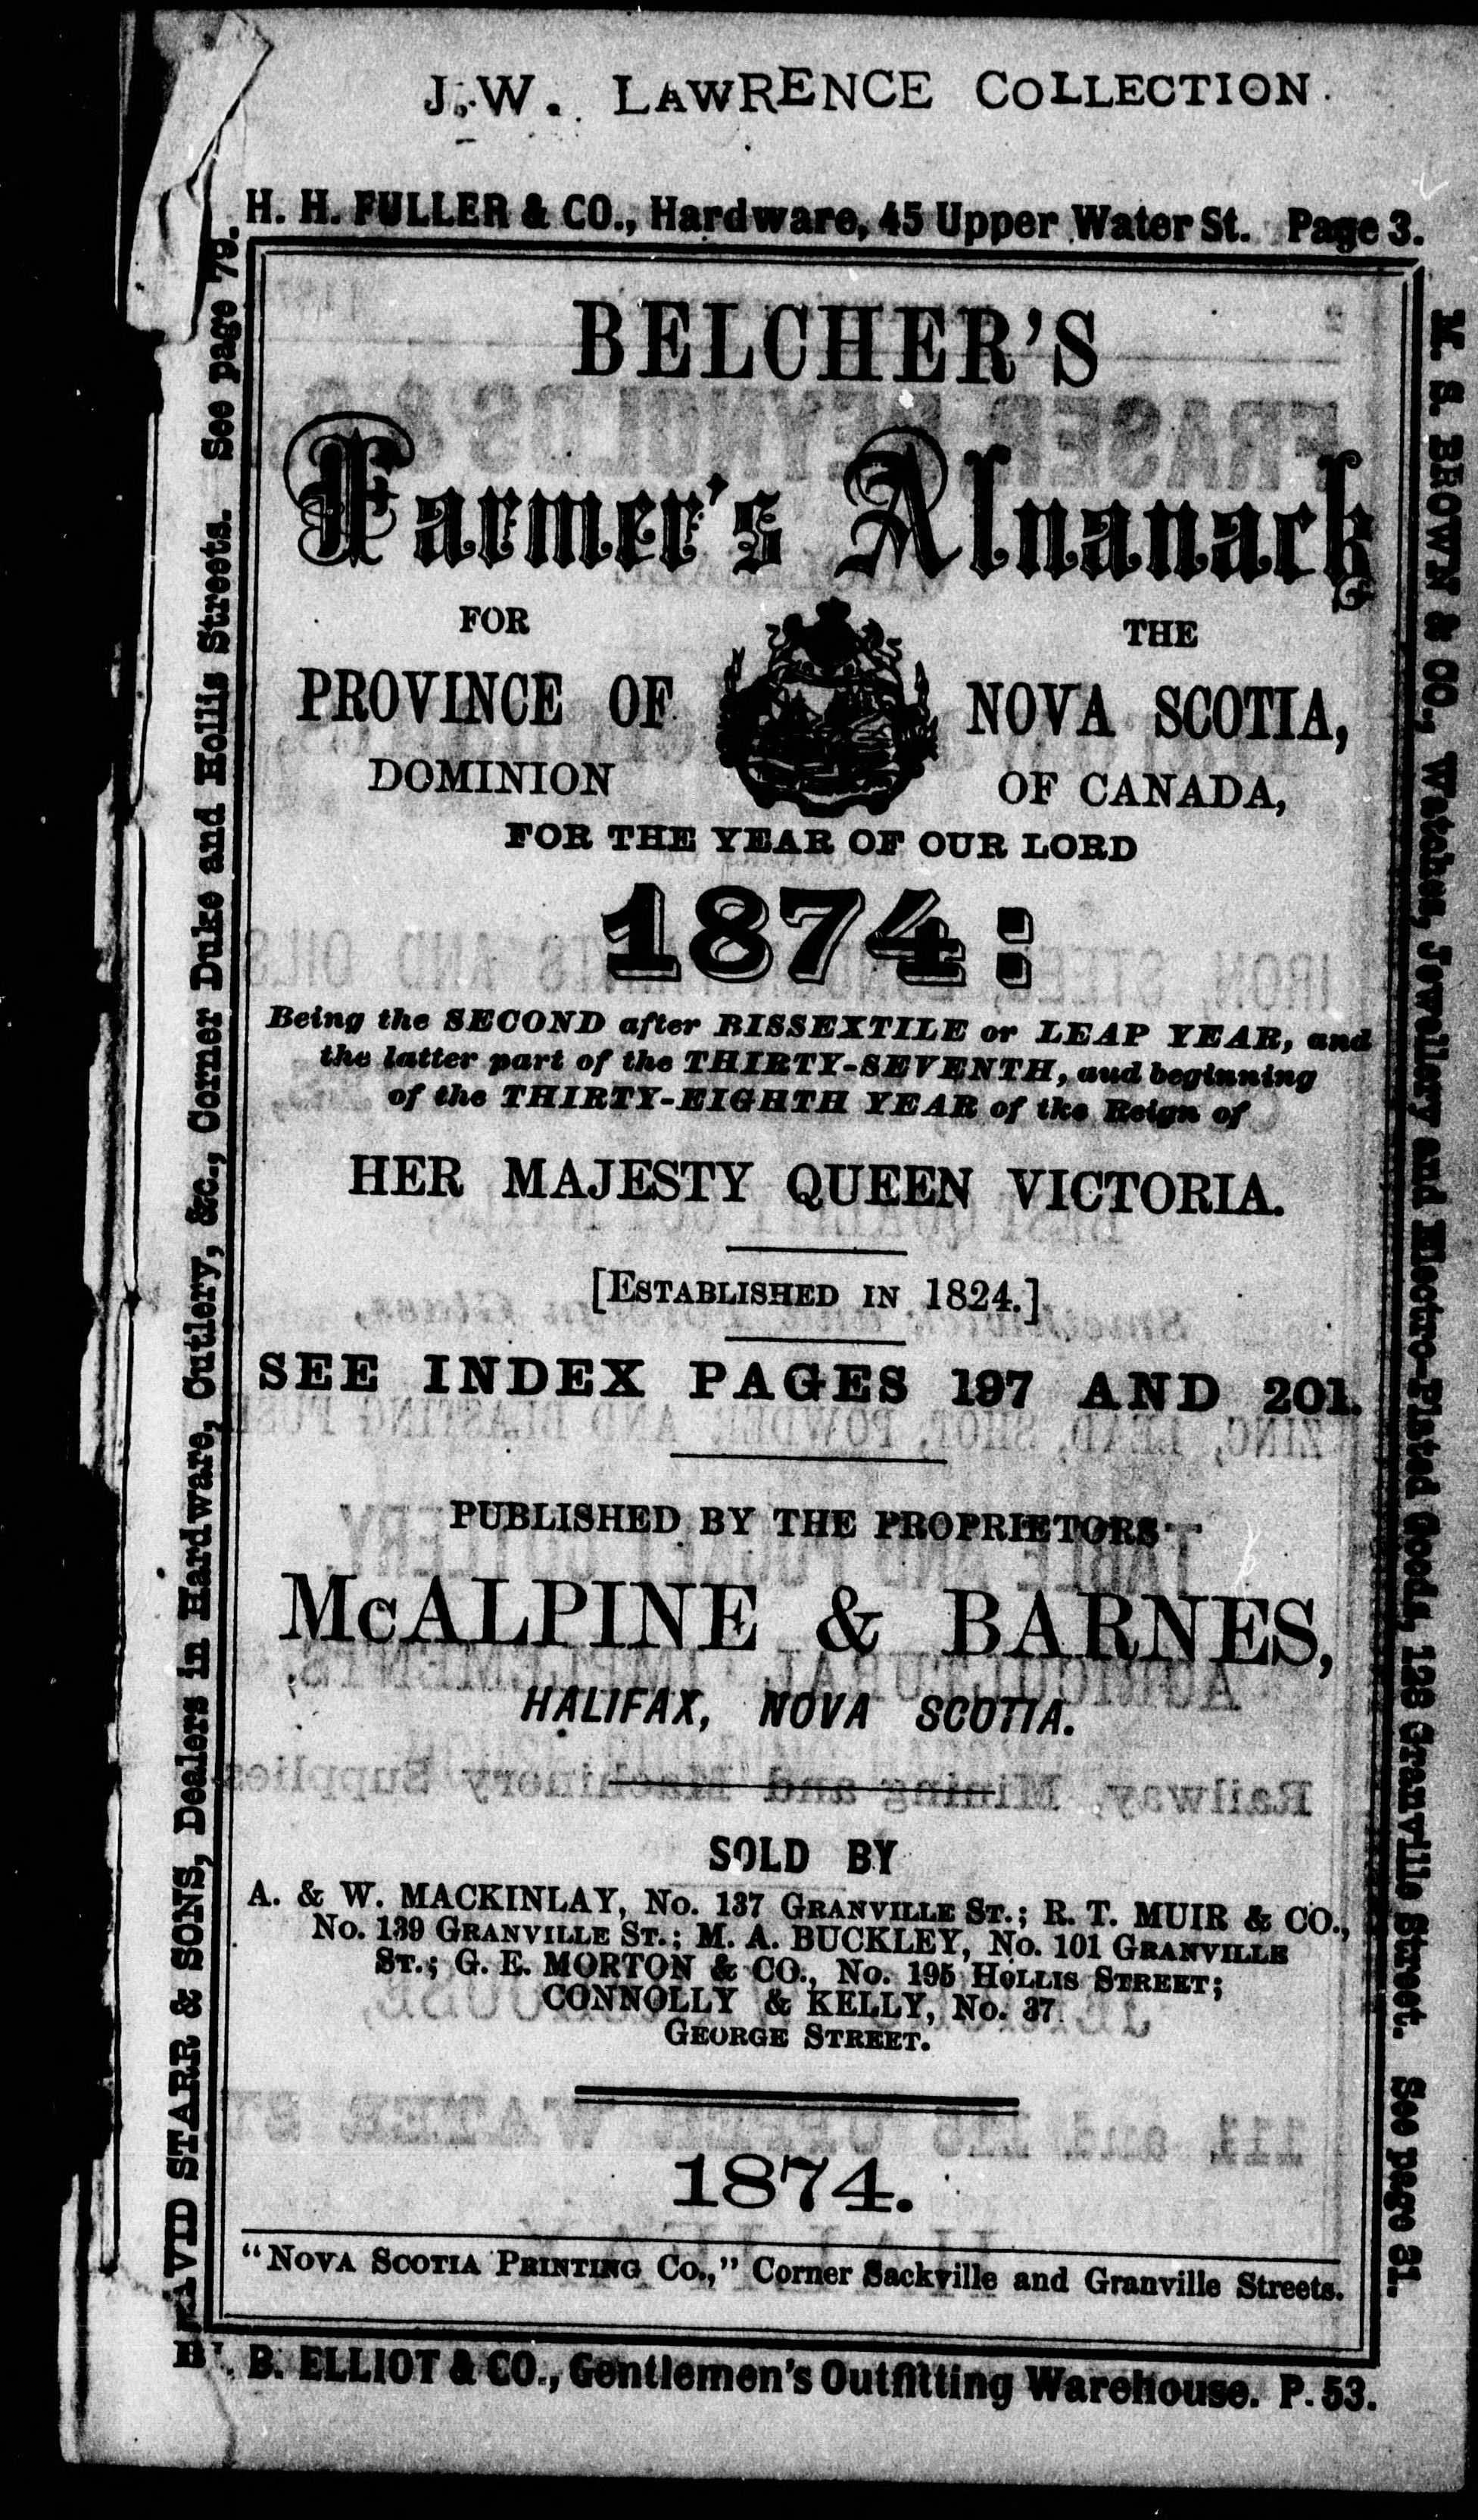 J. W. LAWRENCE COLLECTION.
H. H. FULLER & CO., Hardware, 45 Upper Water St. Page 3.
BELCHER'S
Farmer's Almanack
FOR THE
PROVINCE OF NOVA SCOTIA,
DOMINION OF CANADA,
FOR THE YEAR OF OUR LORD
1874:
Being the SECOND after BISSEXTILE or LEAP YEAR, and
the latter part of the THIRTY-SEVENTH, aud beginning
of the THIRTY-EIGHTH YEAR of tke Reign of
HER MAJESTY QUEEN VICTORIA.
[ESTABLISHED IN 1824.]
SEE INDEX PAGES 197 AND 201.
PUBLISHED BY THE PROPRIETORS
McALPINE & BARNES,
HALIFAX, NOVA SCOTIA.
SOLD BY
A. & W. MACKINLAY, No. 137 GRANVILLE ST.; R. T. MUIR & CO.,
No. 139 GRANVILLE ST.; M. A. BUCKLEY, No. 101 GRANVILLE
ST.; G. E. MORTON & CO., No. 195 HOLLIS STREET;
CONNOLLY & KELLY, No. 37
GEORGE STREET.
1874.
"NOVA SCOTIA PRINTING CO.," Corner Sackville and Granville Streets.
B. ELLIOT & CO., Gentlemen's Outfitting Warehouse. P. 53.
AVID STARR & SONS, Dealers in Hardware, Cutlery, &c., Corner Duke and Hollis Streets. See page 79.
M. S. BROWN & CO., Watches, Jewellery and Electro-Plated Goods, 128 Granville Street. See page 81.